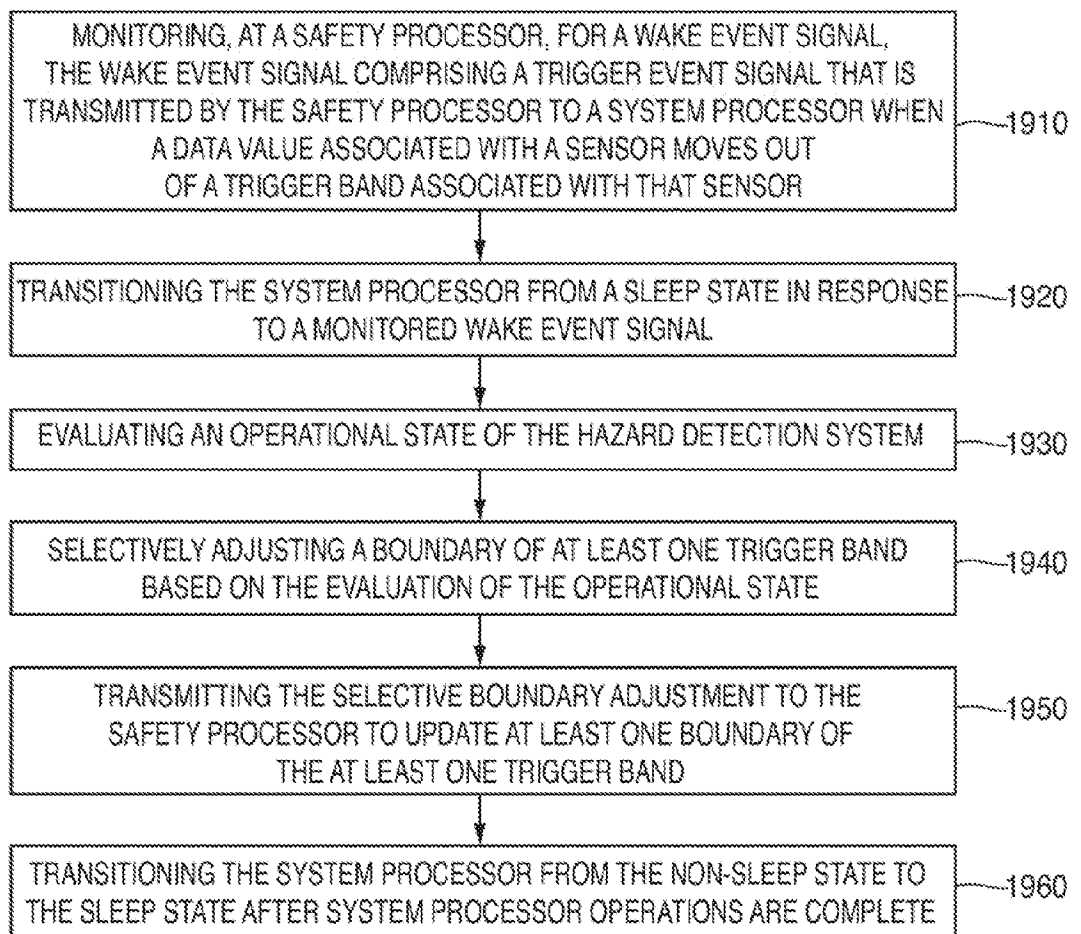 MONITORING, AT A SAFETY PROCESSOR, FOR A WAKE EVENT SIGNAL,
THE WAKE EVENT SIGNAL COMPRISING A TRIGGER EVENT SIGNAL THAT IS
TRANSMITTED BY THE SAFETY PROCESSOR TO A SYSTEM PROCESSOR WHEN
A DATA VALUE ASSOCIATED WITH A SENSOR MOVES OUT
OF A TRIGGER BAND ASSOCIATED WITH THAT SENSOR
1910
TRANSITIONING THE SYSTEM PROCESSOR FROM A SLEEP STATE IN RESPONSE
TO A MONITORED WAKE EVENT SIGNAL
1920
EVALUATING AN OPERATIONAL STATE OF THE HAZARD DETECTION SYSTEM
1930
SELECTIVELY ADJUSTING A BOUNDARY OF AT LEAST ONE TRIGGER BAND
BASED ON THE EVALUATION OF THE OPERATIONAL STATE
1940
TRANSMITTING THE SELECTIVE BOUNDARY ADJUSTMENT TO THE
SAFETY PROCESSOR TO UPDATE AT LEAST ONE BOUNDARY OF
THE AT LEAST ONE TRIGGER BAND
1950
TRANSITIONING THE SYSTEM PROCESSOR FROM THE NON-SLEEP STATE TO
THE SLEEP STATE AFTER SYSTEM PROCESSOR OPERATIONS ARE COMPLETE
1960